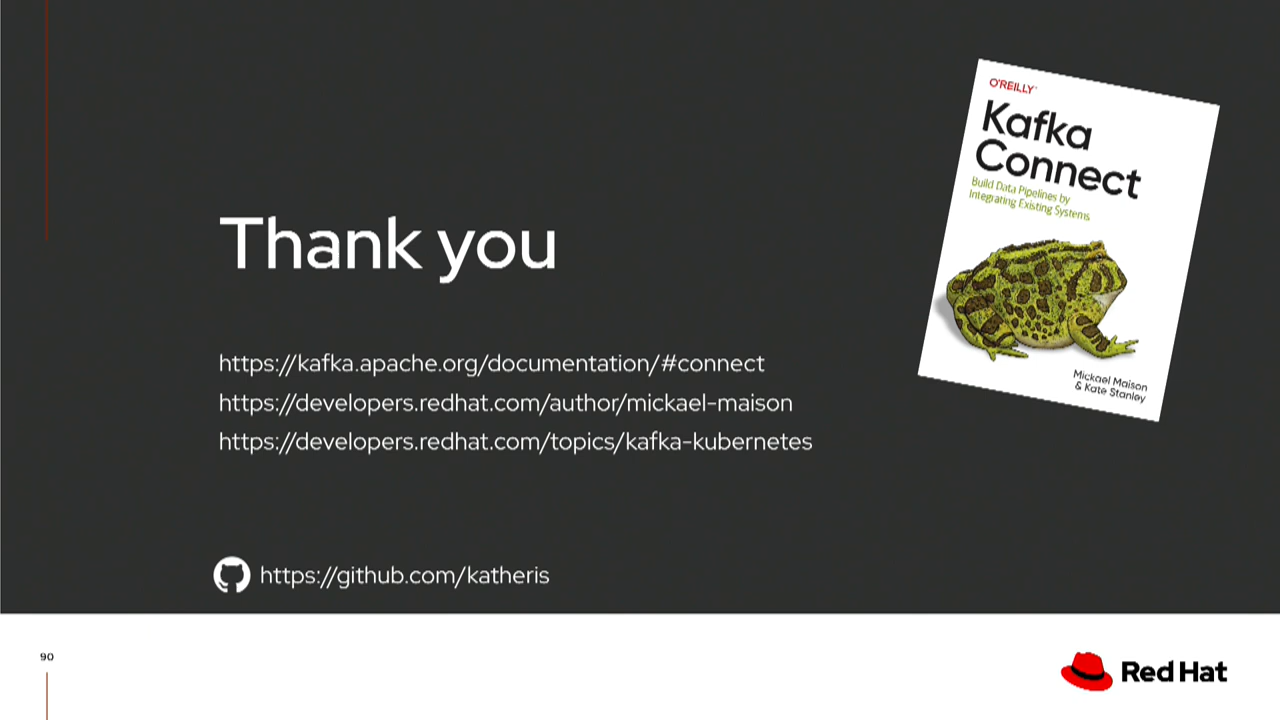 O'REILLY
Kafka
Connect
Build Data Pipelines by
Integrating Existing Systems
Mickael Maison
& Kate Stanley
Thank you
https://kafka.apache.org/documentation/#connect
https://developers.redhat.com/author/mickael-maison
https://developers.redhat.com/topics/kafka-kubernetes
https://github.com/katheris
90
Red Hat